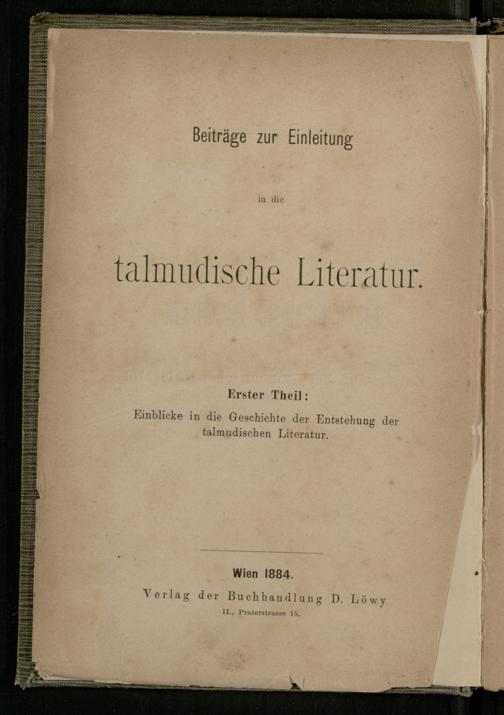 Beiträge zur Einleitung
in die
talmudische Literatur.
Erster Theil:
Einblicke in die Geschichte der Entstehung der
talmudischen Literatur.
Wien 1884.
Verlag der Buchhandlung D. Löwy
II., Praterstrasse 15.